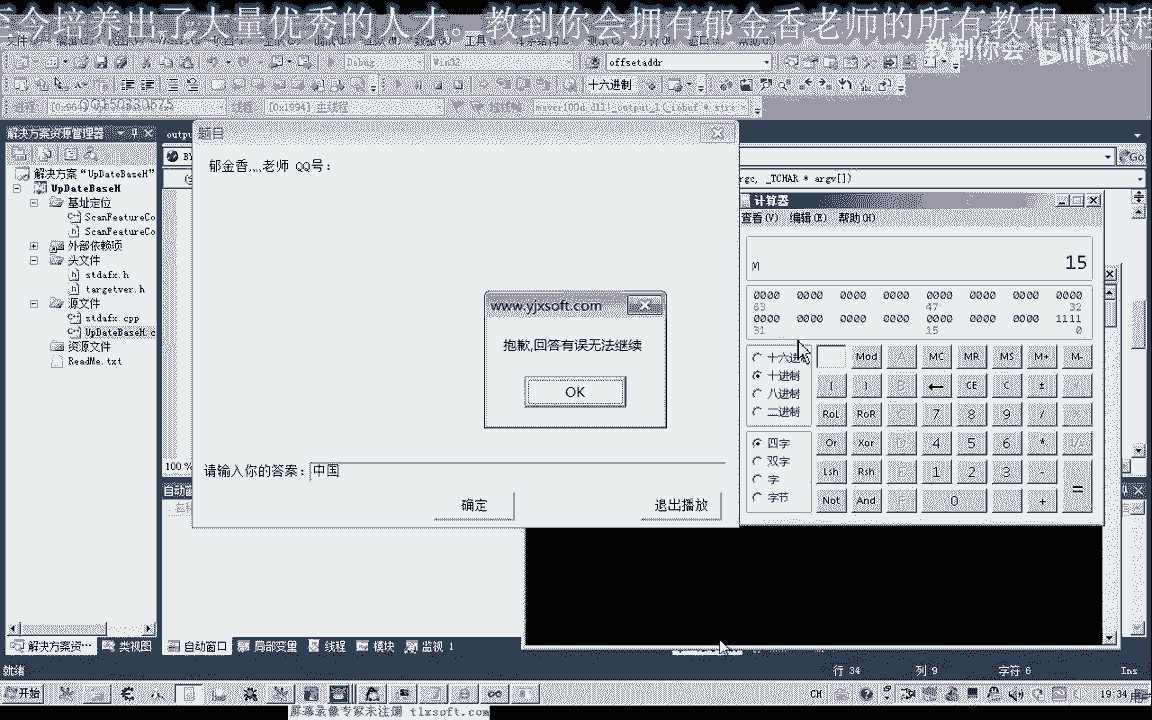 至今培养出了大量优秀的人才。教到你会拥有郁金香老师的所有教程
教到你会 bilibili
Debug Win32 offsetaddr
十六进制
QQ150330675 线程: [0x1994] 主线程
解决方案资源管理器
解决方案“UpDateBaseH”
UpDateBaseH
基址定位
ScanFeatureCo
ScanFeatureCo
外部依赖项
头文件
stdafx.h
targetver.h
源文件
stdafx.cpp
UpDateBaseH.c
资源文件
ReadMe.txt
题目
郁金香,,,,老师 QQ号:
www.yjxsoft.com
抱歉,回答有误无法继续
OK
请输入你的答案: 中国
确定 退出播放
Go
rgc, _TCHAR * argv[])
计算器
查看(V) 编辑(E) 帮助(H)
M 15
0000 0000 0000 0000 0000 0000 0000 0000
63 47 32
0000 0000 0000 0000 0000 0000 0000 1111
31 15 0
十六进制
十进制
八进制
二进制
四字
双字
字
字节
Mod A MC MR MS M+ M-
( ) B ← CE C ±
RoL RoR C 7 8 9 / %
Or Xor D 4 5 6 * 1/x
Lsh Rsh E 1 2 3 - =
Not And F 0 . +
100 %
自动窗口
解决方案资... 类视图 自动窗口 局部变量 线程 模块 监视 1
就绪 行 34 列 9 字符 6 Ins
开始 CH 19:34
屏幕录像专家未注册 tlxsoft.com